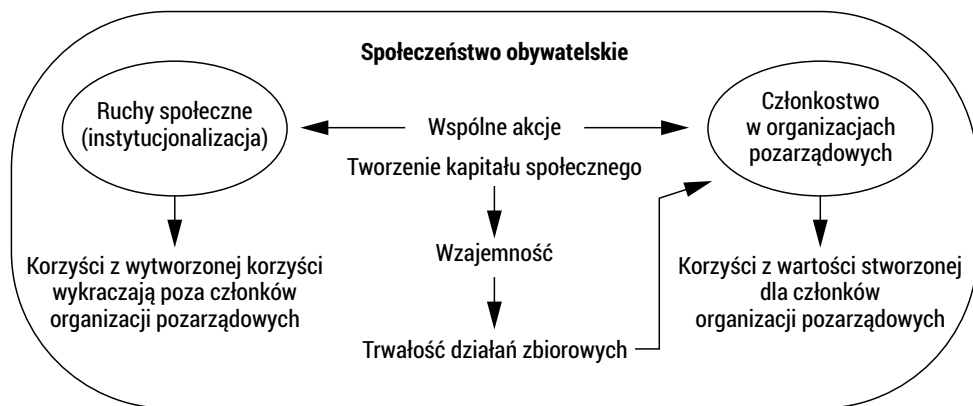 Społeczeństwo obywatelskie
Ruchy społeczne
(instytucjonalizacja)
Wspólne akcje
Członkostwo
w organizacjach
pozarządowych
Tworzenie kapitału społecznego
Wzajemność
Korzyści z wytworzonej korzyści
wykraczają poza członków
organizacji pozarządowych
Korzyści z wartości stworzonej
dla członków
organizacji pozarządowych
Trwałość działań zbiorowych